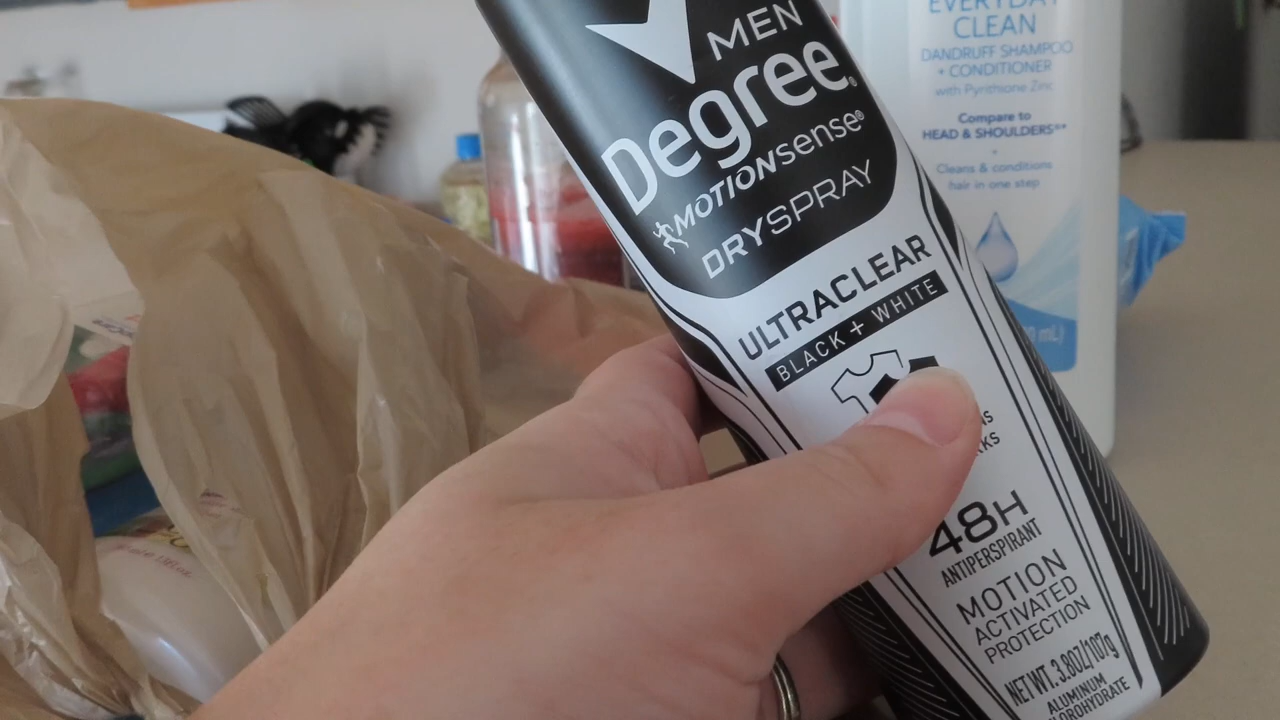 MEN
Degree®
MOTIONsense®
DRYSPRAY
ULTRACLEAR
BLACK + WHITE
48H
ANTIPERSPIRANT
MOTION
ACTIVATED
PROTECTION
NET WT. 3.8OZ/107g
ALUMINUM
EVERYDAY
CLEAN
DANDRUFF SHAMPOO
+ CONDITIONER
with Pyrithione Zinc
Compare to
HEAD & SHOULDERS®**
Cleans & conditions
hair in one step
mL)